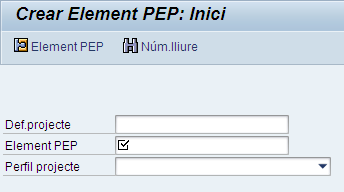 Crear Element PEP: Inici
Element PEP Núm.lliure
Def.projecte
Element PEP
Perfil projecte